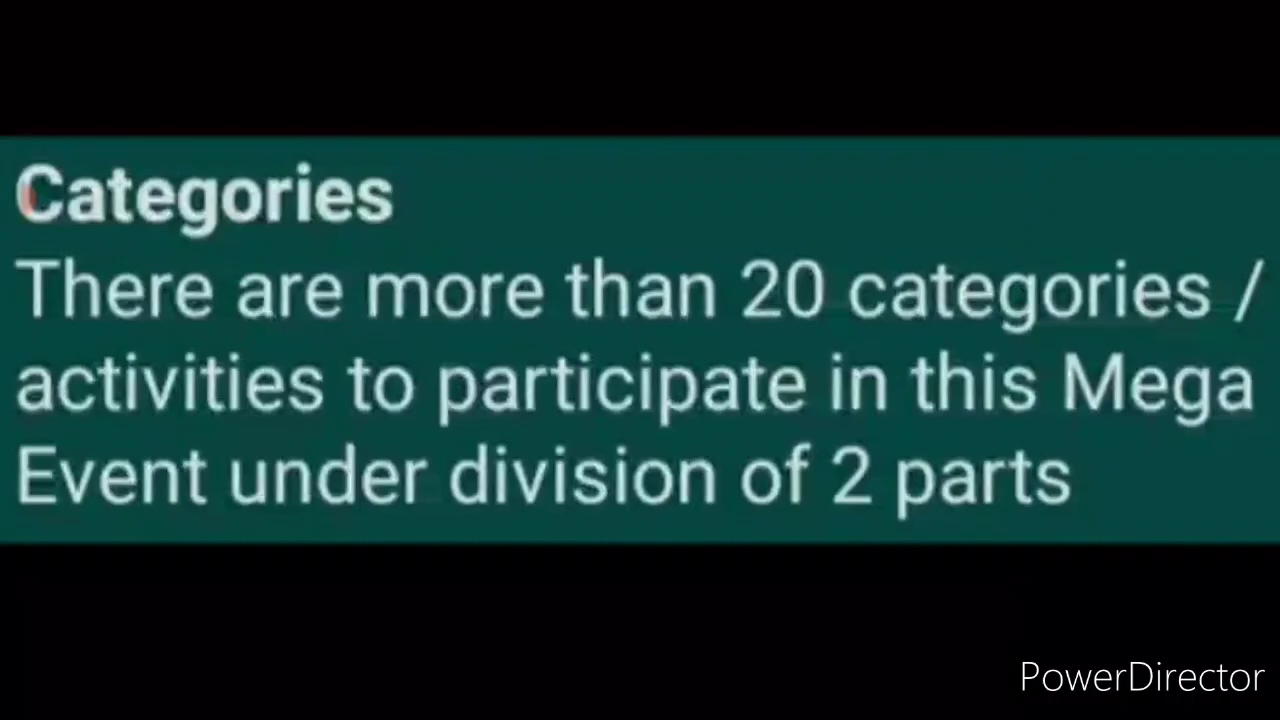 Categories
There are more than 20 categories /
activities to participate in this Mega
Event under division of 2 parts
PowerDirector